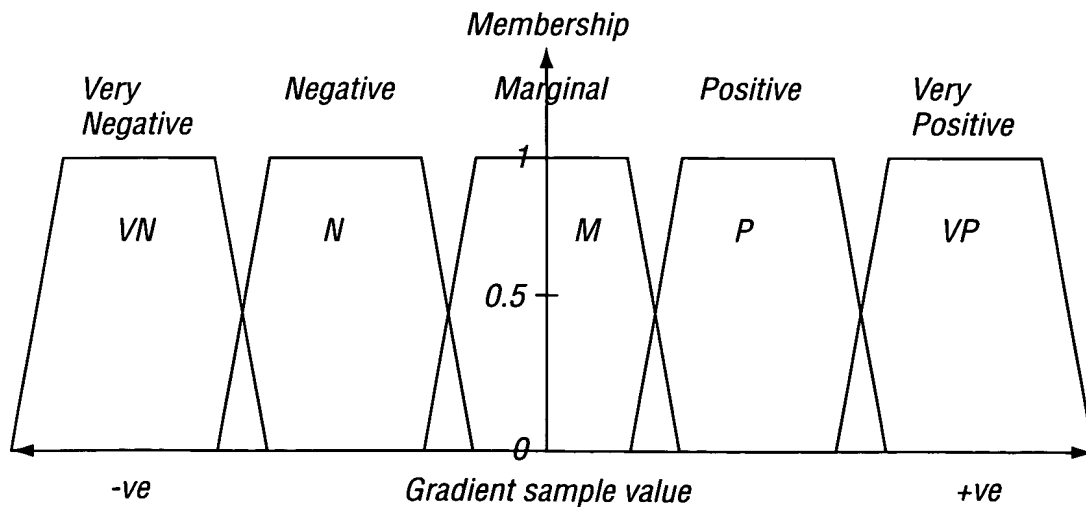 Membership
Very
Negative
Negative
Marginal
Positive
Very
Positive
1
VN
N
M
P
VP
0.5
0
-ve
Gradient sample value
+ve